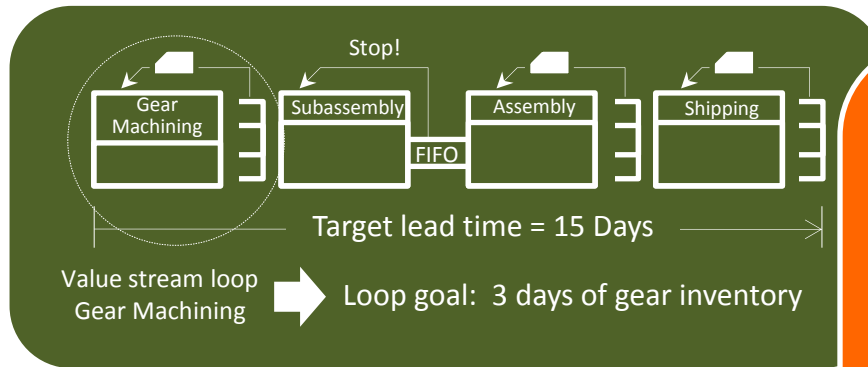 Stop!
Gear
Machining
Subassembly
FIFO
Assembly
Shipping
Target lead time = 15 Days
Value stream loop
Gear Machining
Loop goal:  3 days of gear inventory